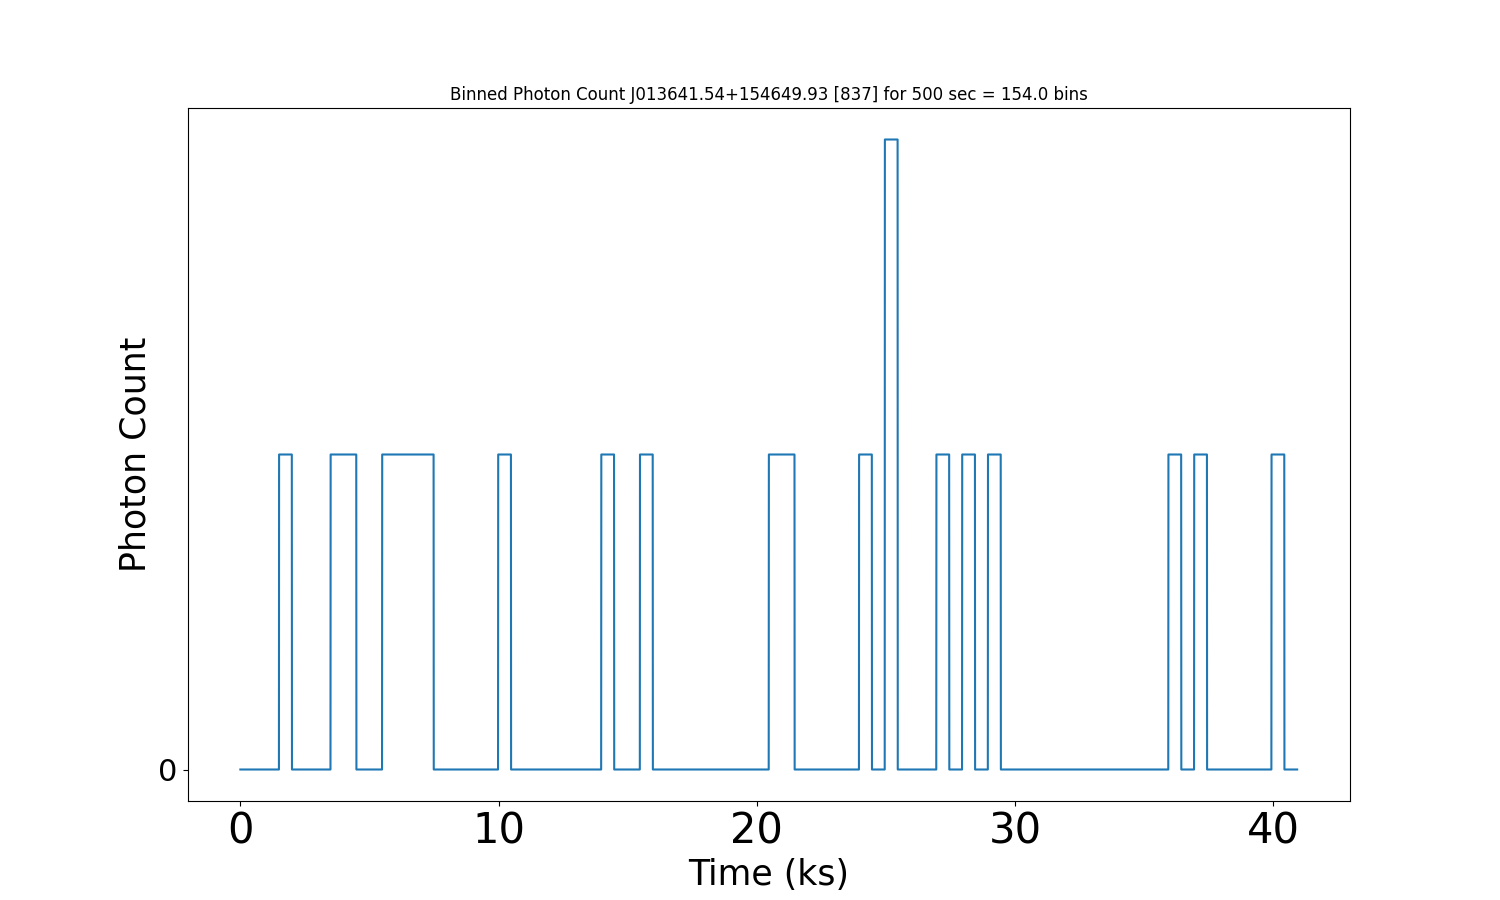 Binned Photon Count J013641.54+154649.93 [837] for 500 sec = 154.0 bins
Photon Count
0
0 10 20 30 40
Time (ks)